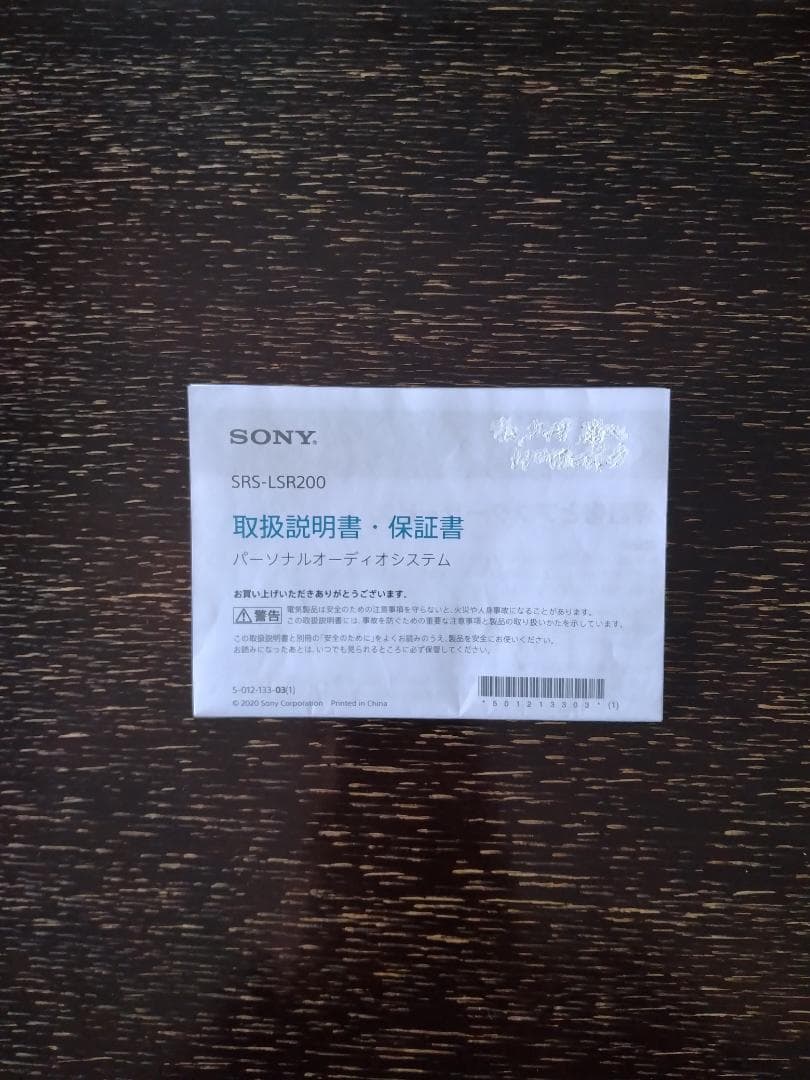 SONY®
SRS-LSR200
取扱説明書・保証書
パーソナルオーディオシステム
お買い上げいただきありがとうございます。
警告
電気製品は安全のための注意事項を守らないと、火災や人身事故になることがあります。
この取扱説明書には、事故を防ぐための重要な注意事項と製品の取り扱いかたを示しています。
この取扱説明書と別冊の「安全のために」をよくお読みのうえ、製品を安全にお使いください。
お読みになったあとは、いつでも見られるところに必ず保管してください。
5-012-133-03(1)
© 2020 Sony Corporation Printed in China
*501213303* (1)